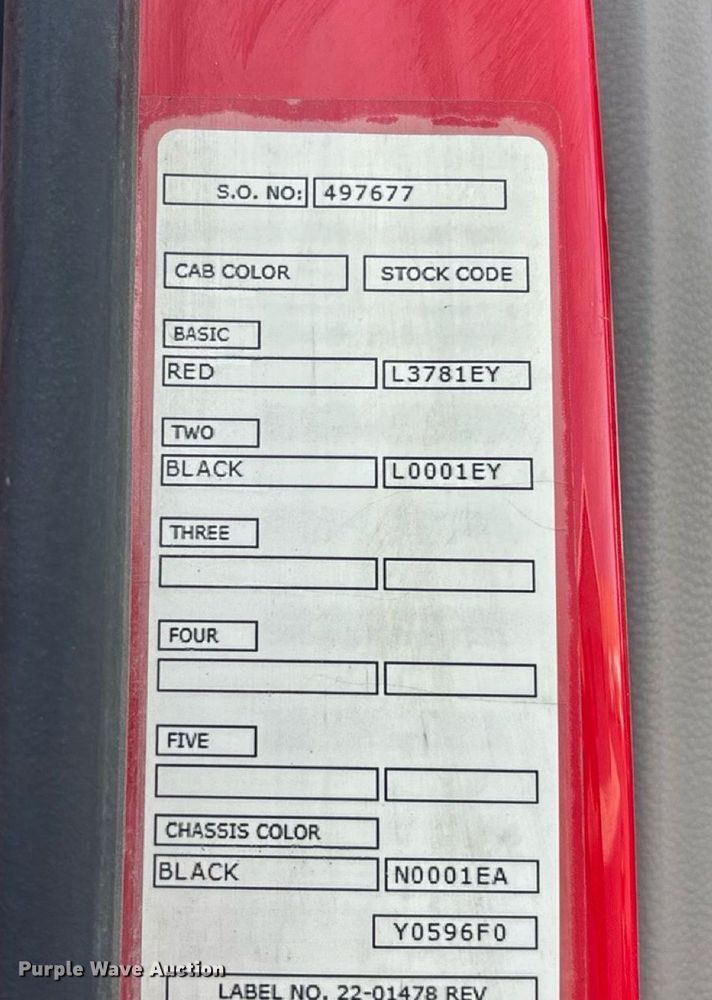 S.O. NO: 497677
CAB COLOR STOCK CODE
BASIC
RED L3781EY
TWO
BLACK L0001EY
THREE
FOUR
FIVE
CHASSIS COLOR
BLACK N0001EA
Y0596F0
LABEL NO. 22-01478 REV
Purple Wave Auction